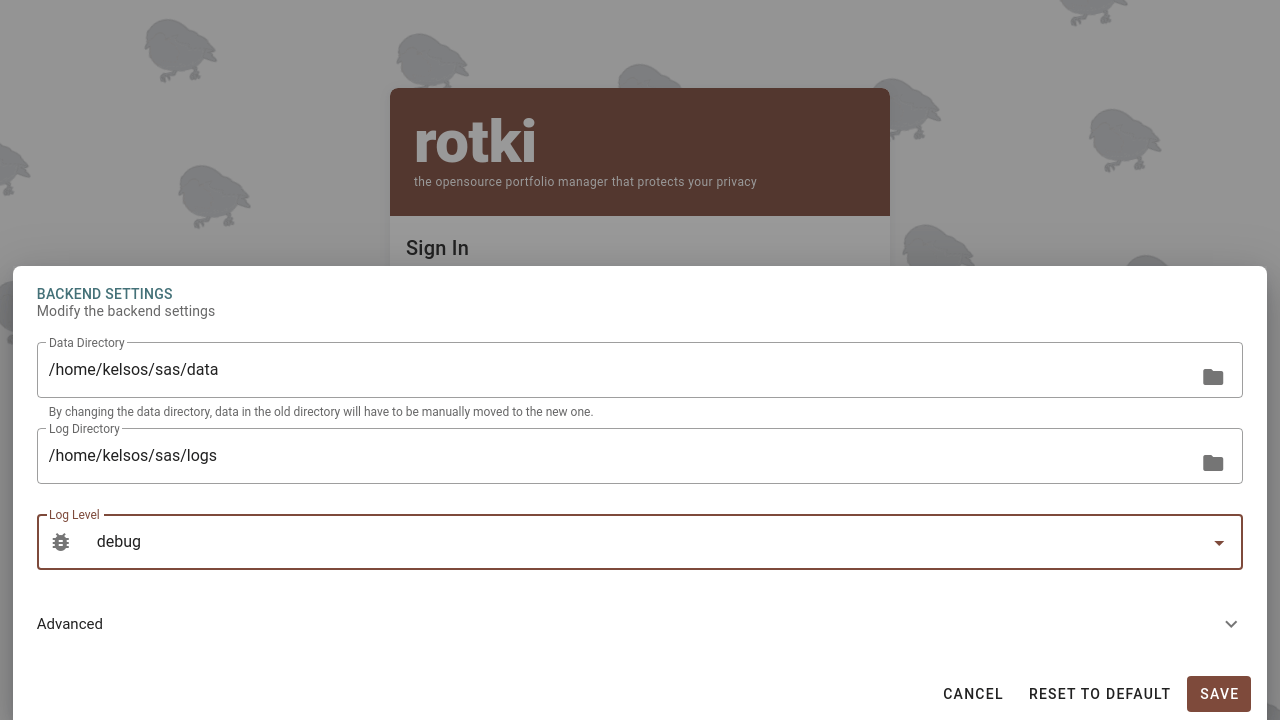 rotki
the opensource portfolio manager that protects your privacy
Sign In
BACKEND SETTINGS
Modify the backend settings
Data Directory
/home/kelsos/sas/data
By changing the data directory, data in the old directory will have to be manually moved to the new one.
Log Directory
/home/kelsos/sas/logs
Log Level
debug
Advanced
CANCEL RESET TO DEFAULT SAVE